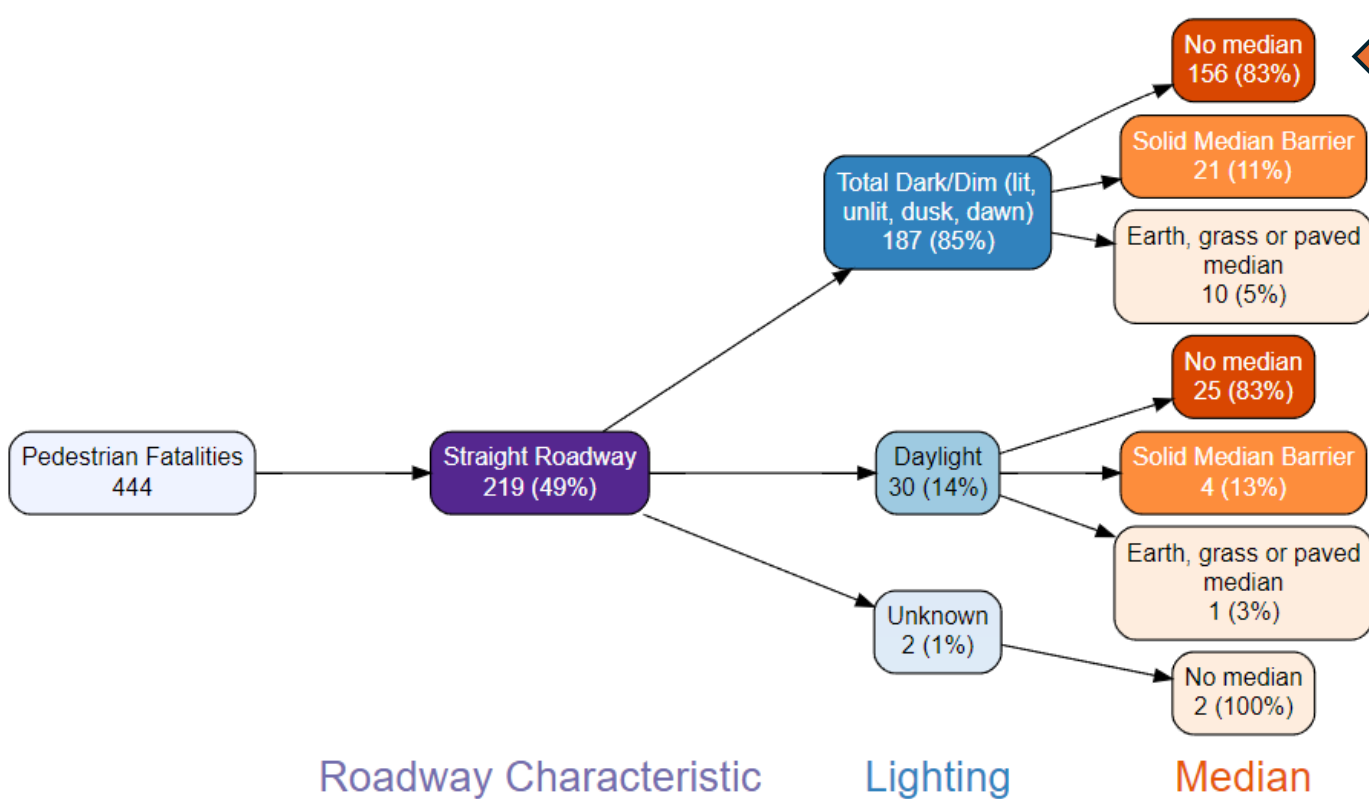 Pedestrian Fatalities
444
Straight Roadway
219 (49%)
Total Dark/Dim (lit,
unlit, dusk, dawn)
187 (85%)
No median
156 (83%)
Solid Median Barrier
21 (11%)
Earth, grass or paved
median
10 (5%)
Daylight
30 (14%)
No median
25 (83%)
Solid Median Barrier
4 (13%)
Earth, grass or paved
median
1 (3%)
Unknown
2 (1%)
No median
2 (100%)
Roadway Characteristic
Lighting
Median